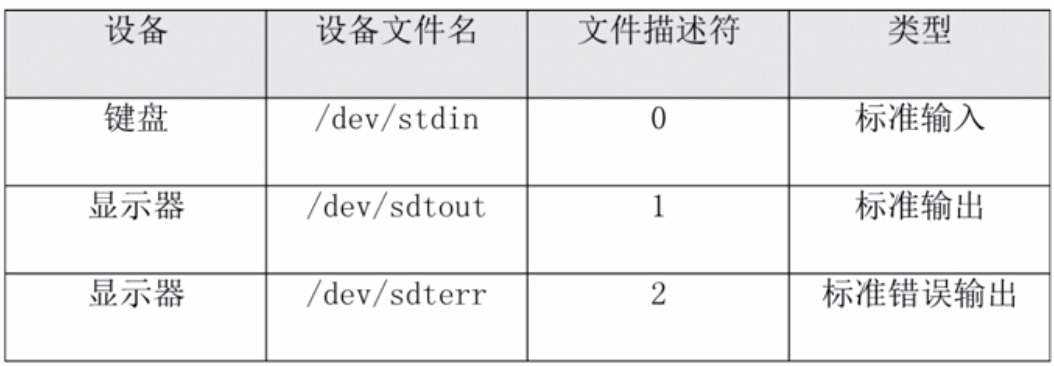 设备 设备文件名 文件描述符 类型
键盘 /dev/stdin 0 标准输入
显示器 /dev/sdtout 1 标准输出
显示器 /dev/sdterr 2 标准错误输出